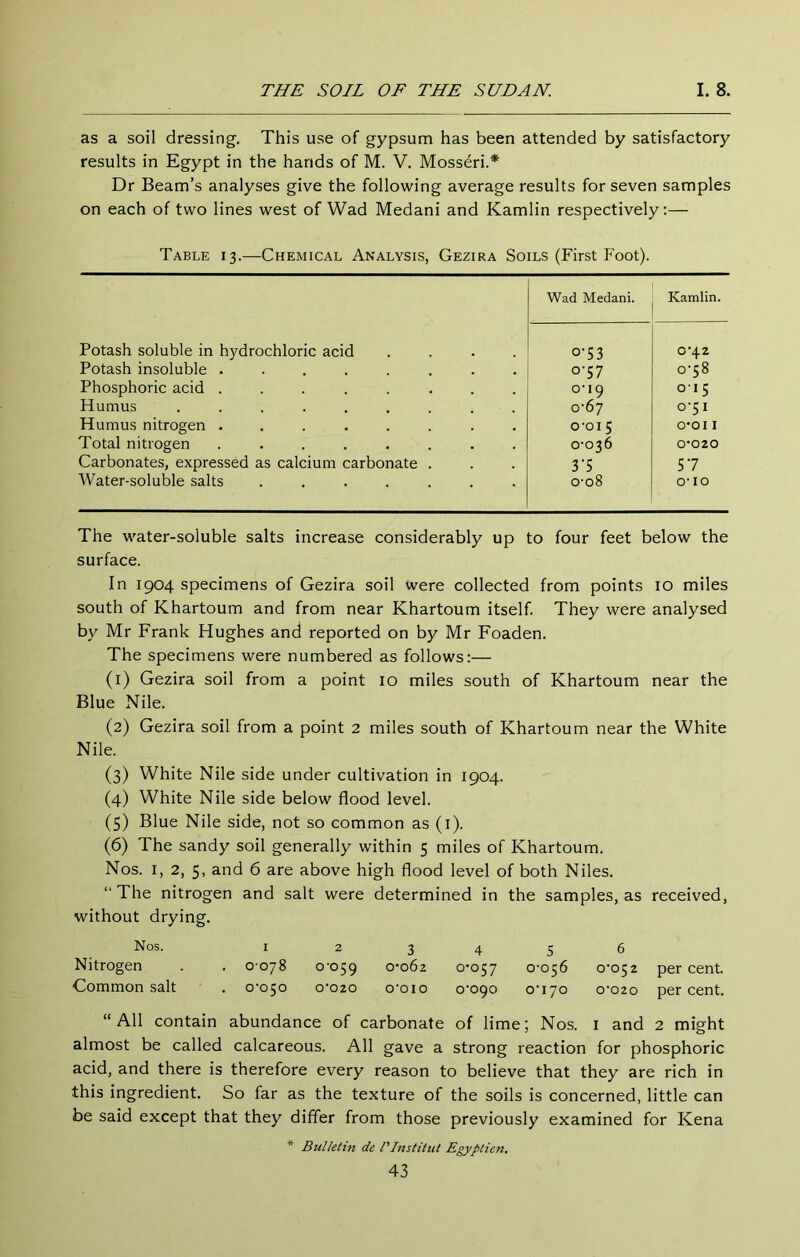 THE SOIL OF THE SUDAN. I. 8.
as a soil dressing. This use of gypsum has been attended by satisfactory
results in Egypt in the hands of M. V. Mosséri.*
Dr Beam's analyses give the following average results for seven samples
on each of two lines west of Wad Medani and Kamlin respectively:—
TABLE 13.—CHEMICAL ANALYSIS, GEZIRA SOILS (First Foot).
Wad Medani. Kamlin.
Potash soluble in hydrochloric acid . . . . 0·53 0·42
Potash insoluble . . . . . . . . 0·57 0·58
Phosphoric acid . . . . . . . . 0·19 0·15
Humus . . . . . . . . . 0·67 0·51
Humus nitrogen . . . . . . . . 0·015 0·011
Total nitrogen . . . . . . . . 0·036 0·020
Carbonates, expressed as calcium carbonate . . . 3·5 5·7
Water-soluble salts . . . . . . . 0·08 0·10
The water-soluble salts increase considerably up to four feet below the
surface.
In 1904 specimens of Gezira soil were collected from points 10 miles
south of Khartoum and from near Khartoum itself. They were analysed
by Mr Frank Hughes and reported on by Mr Foaden.
The specimens were numbered as follows:—
(1) Gezira soil from a point 10 miles south of Khartoum near the
Blue Nile.
(2) Gezira soil from a point 2 miles south of Khartoum near the White
Nile.
(3) White Nile side under cultivation in 1904.
(4) White Nile side below flood level.
(5) Blue Nile side, not so common as (1).
(6) The sandy soil generally within 5 miles of Khartoum.
Nos. 1, 2, 5, and 6 are above high flood level of both Niles.
"The nitrogen and salt were determined in the samples, as received,
without drying.
Nos. 1 2 3 4 5 6
Nitrogen . . 0·078 0·059 0·062 0·057 0·056 0·052 per cent.
Common salt . 0·050 0·020 0·010 0·090 0·170 0·020 per cent.
"All contain abundance of carbonate of lime; Nos. 1 and 2 might
almost be called calcareous. All gave a strong reaction for phosphoric
acid, and there is therefore every reason to believe that they are rich in
this ingredient. So far as the texture of the soils is concerned, little can
be said except that they differ from those previously examined for Kena
* Bulletin de l'Institut Egyptien.
43